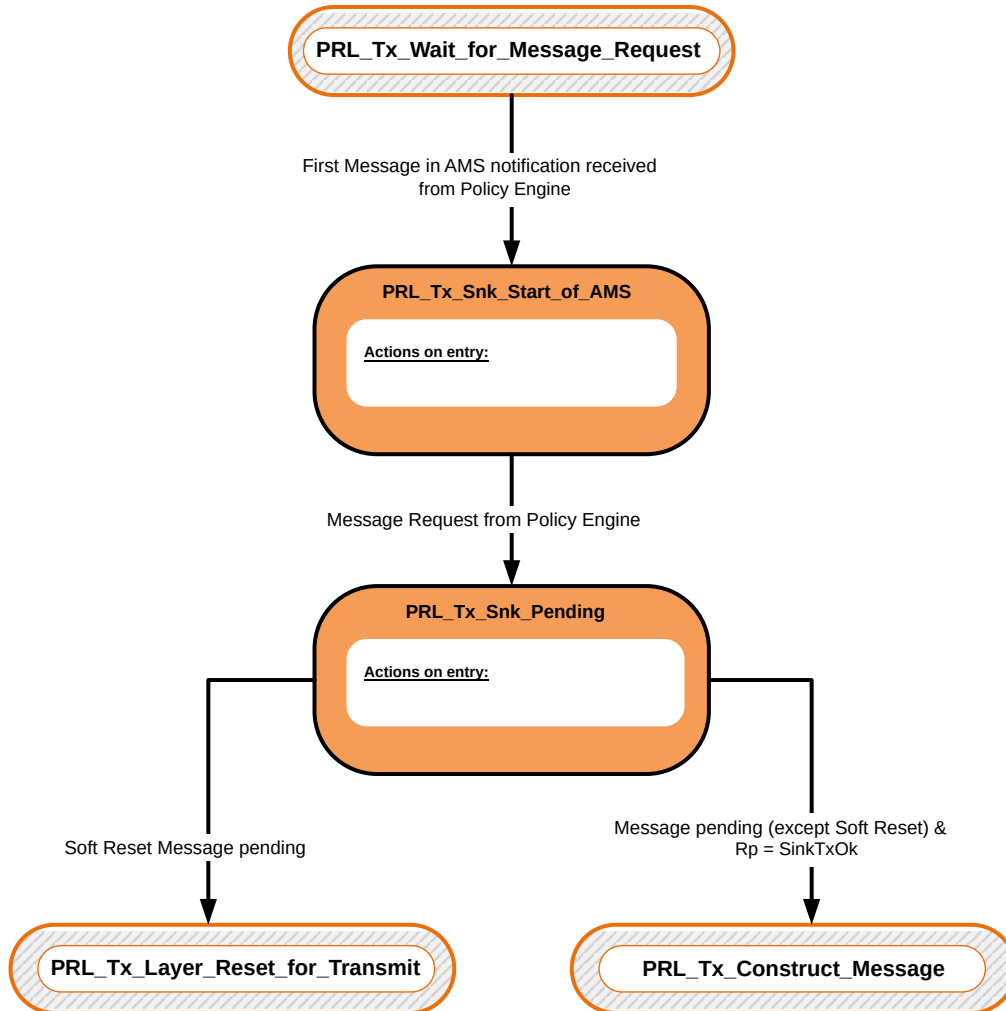 PRL_Tx_Wait_for_Message_Request
First Message in AMS notification received
from Policy Engine
PRL_Tx_Snk_Start_of_AMS
Actions on entry:
Message Request from Policy Engine
PRL_Tx_Snk_Pending
Actions on entry:
Soft Reset Message pending
Message pending (except Soft Reset) &
Rp = SinkTxOk
PRL_Tx_Layer_Reset_for_Transmit
PRL_Tx_Construct_Message